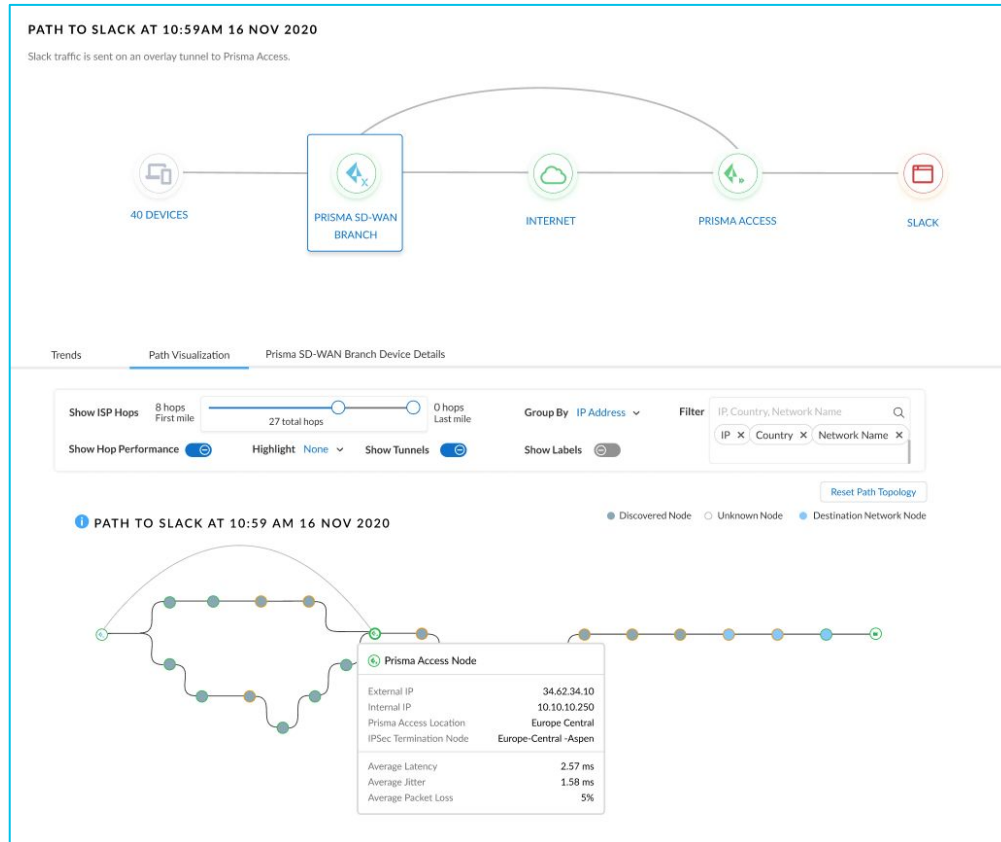 PATH TO SLACK AT 10:59AM 16 NOV 2020
Slack traffic is sent on an overlay tunnel to Prisma Access.
40 DEVICES
PRISMA SD-WAN
BRANCH
INTERNET
PRISMA ACCESS
SLACK
Trends
Path Visualization
Prisma SD-WAN Branch Device Details
Show ISP Hops
8 hops
First mile
27 total hops
0 hops
Last mile
Group By IP Address
Filter
IP, Country, Network Name
IP X Country X Network Name X
Show Hop Performance
Highlight None
Show Tunnels
Show Labels
Reset Path Topology
PATH TO SLACK AT 10:59 AM 16 NOV 2020
Discovered Node
Unknown Node
Destination Network Node
Prisma Access Node
External IP 34.62.34.10
Internal IP 10.10.10.250
Prisma Access Location Europe Central
IPSec Termination Node Europe-Central -Aspen
Average Latency 2.57 ms
Average Jitter 1.58 ms
Average Packet Loss 5%